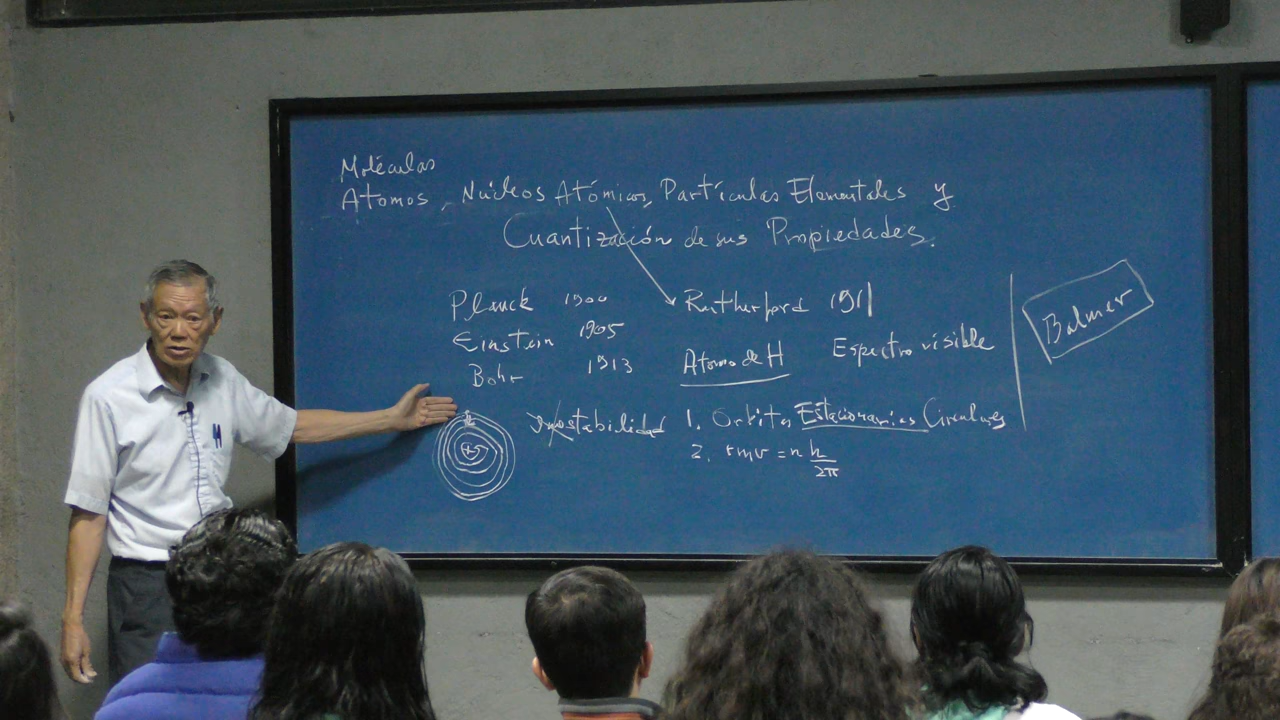 Moléculas
Atomos, Núcleos Atómicos, Partículas Elementales y
Cuantización de sus Propiedades.
Planck 1900 Rutherford 1911
Einstein 1905
Bohr 1913 Atomo de H Espectro visible
Balmer
Inestabilidad 1. Orbitas Estacionarias Circulares
2. rmv = n h/2π